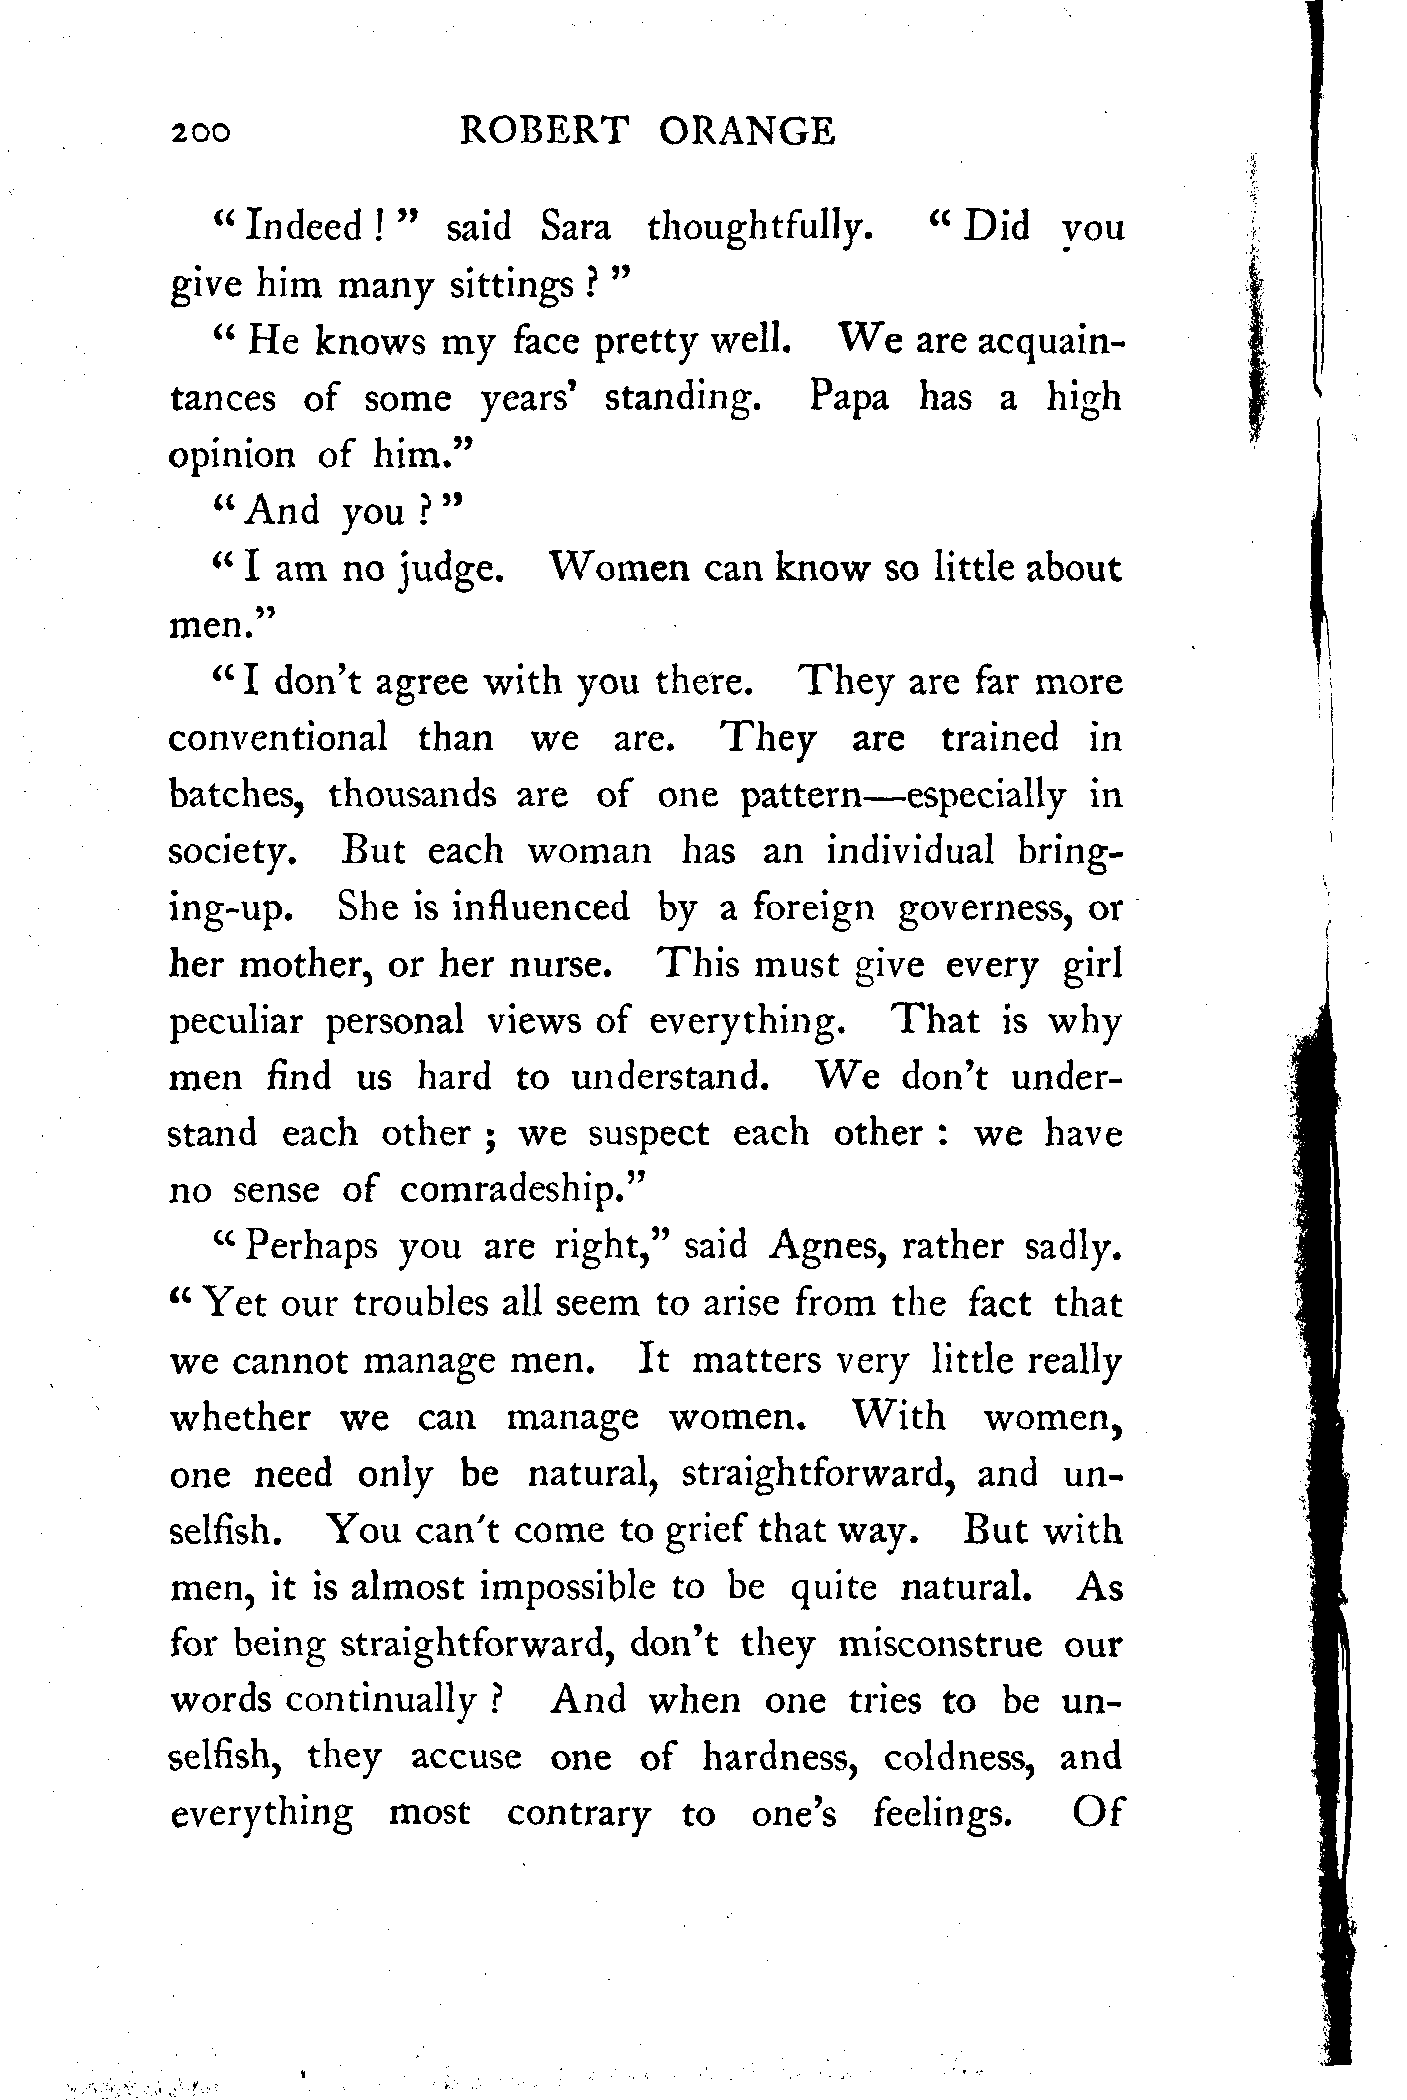 200 ROBERT ORANGE
“ Indeed ! ” said Sara thoughtfully. “ Did you
give him many sittings ? ”
“ He knows my face pretty well. We are acquain-
tances of some years’ standing. Papa has a high
opinion of him.”
“ And you ? ”
“ I am no judge. Women can know so little about
men.”
“ I don’t agree with you there. They are far more
conventional than we are. They are trained in
batches, thousands are of one pattern—especially in
society. But each woman has an individual bring-
ing-up. She is influenced by a foreign governess, or
her mother, or her nurse. This must give every girl
peculiar personal views of everything. That is why
men find us hard to understand. We don’t under-
stand each other ; we suspect each other : we have
no sense of comradeship.”
“ Perhaps you are right,” said Agnes, rather sadly.
“ Yet our troubles all seem to arise from the fact that
we cannot manage men. It matters very little really
whether we can manage women. With women,
one need only be natural, straightforward, and un-
selfish. You can’t come to grief that way. But with
men, it is almost impossible to be quite natural. As
for being straightforward, don’t they misconstrue our
words continually ? And when one tries to be un-
selfish, they accuse one of hardness, coldness, and
everything most contrary to one’s feelings. Of